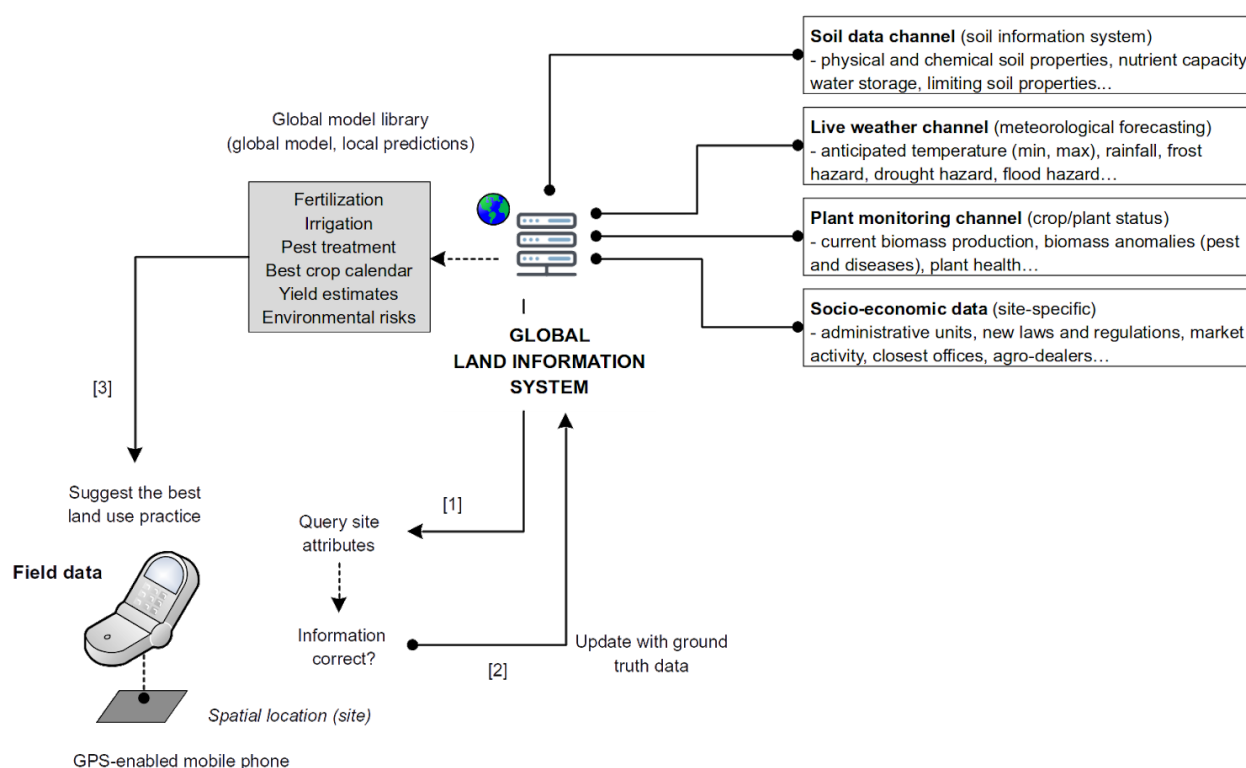 Soil data channel (soil information system)
- physical and chemical soil properties, nutrient capacity
water storage, limiting soil properties...
Global model library
(global model, local predictions)
Live weather channel (meteorological forecasting)
- anticipated temperature (min, max), rainfall, frost
hazard, drought hazard, flood hazard…
Fertilization
Irrigation
Pest treatment
Best crop calendar
Yield estimates
Environmental risks
Plant monitoring channel (crop/plant status)
- current biomass production, biomass anomalies (pest
and diseases), plant health…
Socio-economic data (site-specific)
- administrative units, new laws and regulations, market
activity, closest offices, agro-dealers…
GLOBAL
LAND INFORMATION
SYSTEM
[3]
Suggest the best
land use practice
[1]
Query site
attributes
Field data
Information
correct?
[2]
Update with ground
truth data
Spatial location (site)
GPS-enabled mobile phone